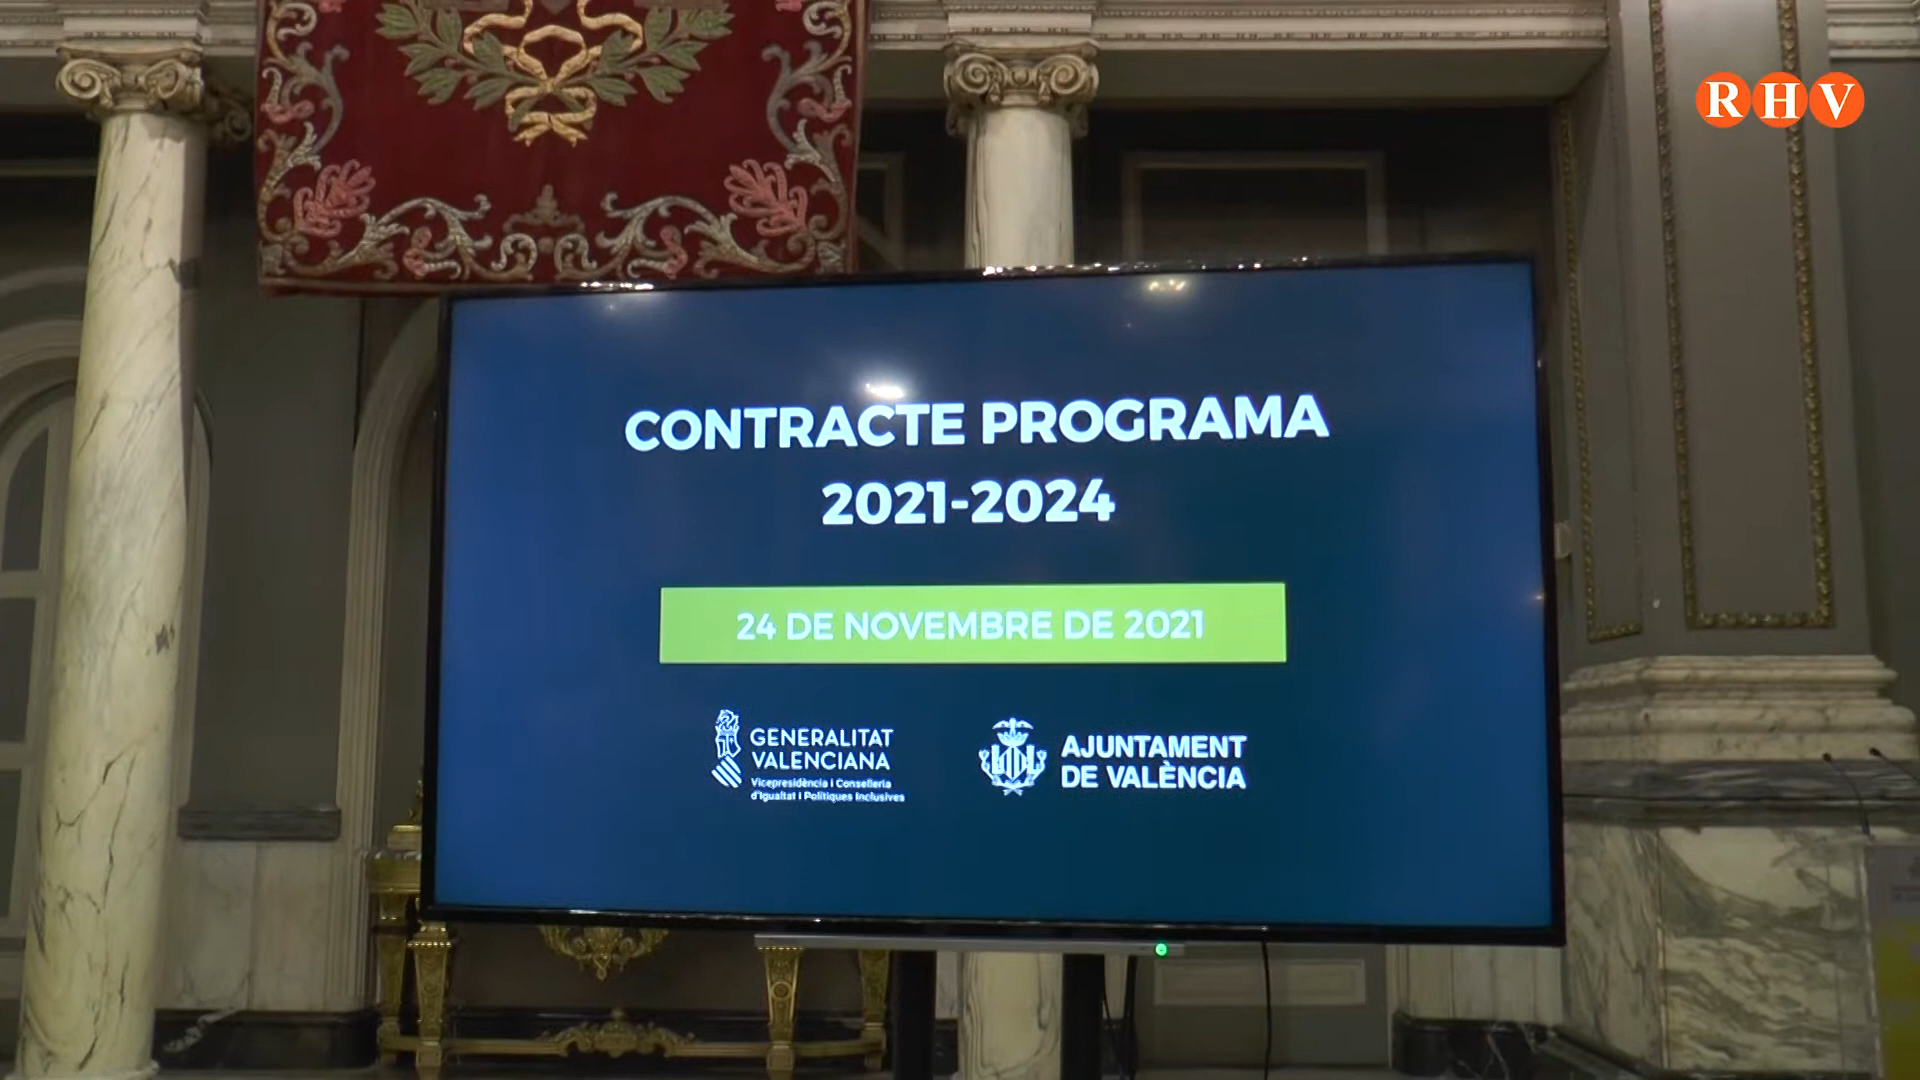 RHV
CONTRACTE PROGRAMA
2021-2024
24 DE NOVEMBRE DE 2021
GENERALITAT
VALENCIANA
Vicepresidència i Conselleria
d'Igualtat i Polítiques Inclusives
AJUNTAMENT
DE VALÈNCIA